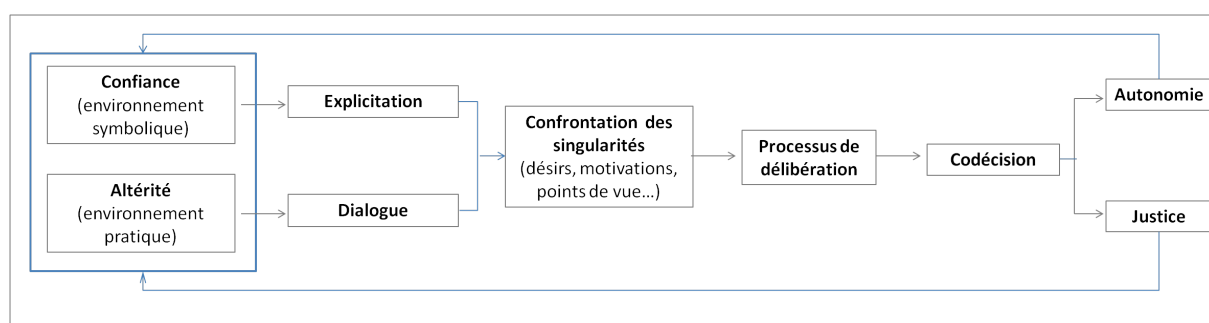 Confiance
(environnement
symbolique)
Altérité
(environnement
pratique)
Explicitation
Dialogue
Confrontation des
singularités
(désirs, motivations,
points de vue...)
Processus de
délibération
Codécision
Autonomie
Justice